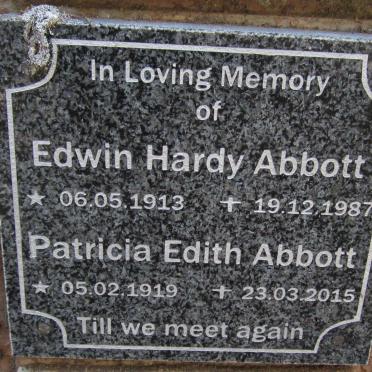 In Loving Memory
of
Edwin Hardy Abbott
★ 06.05.1913 ✝ 19.12.1987
Patricia Edith Abbott
★ 05.02.1919 ✝ 23.03.2015
Till we meet again